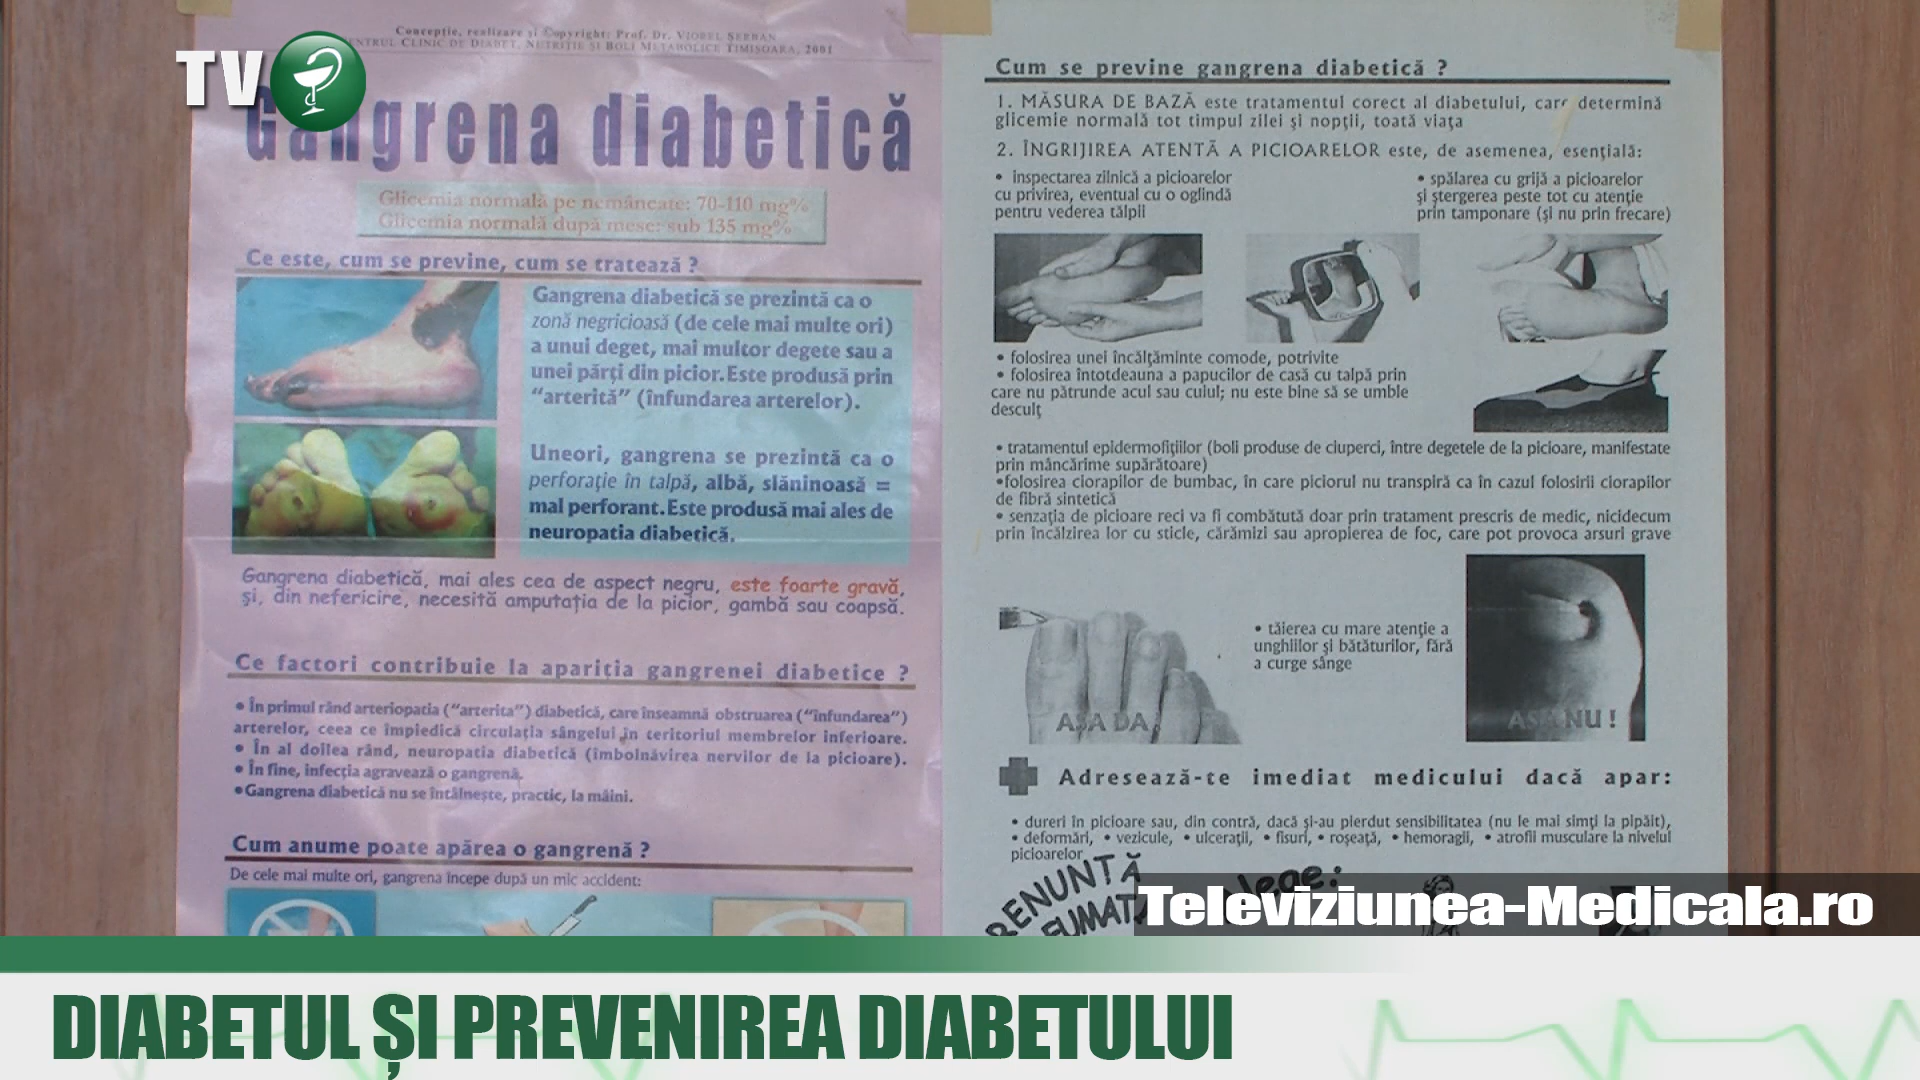 Concepție, realizare și Copyright: Prof. Dr. VIOREL ȘERBAN
CLINIC DE DIABET, NUTRIȚIE ȘI BOLI METABOLICE TIMIȘOARA, 2001
TV
Gangrena diabetică
Glicemia normală pe nemâncate: 70-110 mg%
Glicemia normală după mese: sub 135 mg%
Ce este, cum se previne, cum se tratează ?
Gangrena diabetică se prezintă ca o
zonă negricioasă (de cele mai multe ori)
a unui deget, mai multor degete sau a
unei părți din picior. Este produsă prin
"arterită" (înfundarea arterelor).
Uneori, gangrena se prezintă ca o
perforație în talpă, albă, slăninoasă =
mal perforant. Este produsă mai ales de
neuropatia diabetică.
Gangrena diabetică, mai ales cea de aspect negru, este foarte gravă,
și, din nefericire, necesită amputația de la picior, gambă sau coapsă.
Ce factori contribuie la apariția gangrenei diabetice ?
• În primul rând arteriopatia ("arterita") diabetică, care înseamnă obstruarea ("înfundarea")
arterelor, ceea ce împiedică circulația sângelui în teritoriul membrelor inferioare.
• În al doilea rând, neuropatia diabetică (îmbolnăvirea nervilor de la picioare).
• În fine, infecția agravează o gangrenă.
• Gangrena diabetică nu se întâlnește, practic, la mâini.
Cum anume poate apărea o gangrenă ?
De cele mai multe ori, gangrena începe după un mic accident:
Cum se previne gangrena diabetică ?
1. MĂSURA DE BAZĂ este tratamentul corect al diabetului, care determină
glicemie normală tot timpul zilei și nopții, toată viața
2. ÎNGRIJIREA ATENTĂ A PICIOARELOR este, de asemenea, esențială:
• inspectarea zilnică a picioarelor
cu privirea, eventual cu o oglindă
pentru vederea tălpii
• spălarea cu grijă a picioarelor
și ștergerea peste tot cu atenție
prin tamponare (și nu prin frecare)
• folosirea unei încălțăminte comode, potrivite
• folosirea întotdeauna a papucilor de casă cu talpă prin
care nu pătrunde acul sau cuiul; nu este bine să se umble
desculț
• tratamentul epidermofițiilor (boli produse de ciuperci, între degetele de la picioare, manifestate
prin mâncărime supărătoare)
•folosirea ciorapilor de bumbac, în care piciorul nu transpiră ca în cazul folosirii ciorapilor
de fibră sintetică
• senzația de picioare reci va fi combătută doar prin tratament prescris de medic, nicidecum
prin încălzirea lor cu sticle, cărămizi sau apropierea de foc, care pot provoca arsuri grave
• tăierea cu mare atenție a
unghiilor și bătăturilor, fără
a curge sânge
AȘA DA,
AȘA NU !
Adresează-te imediat medicului dacă apar:
• dureri în picioare sau, din contră, dacă și-au pierdut sensibilitatea (nu le mai simți la pipăit),
• deformări, • vezicule, • ulcerații, • fisuri, • roșeață, • hemoragii, • atrofii musculare la nivelul
picioarelor
RENUNȚĂ
FUMAT
Televiziunea-Medicala.ro
DIABETUL ȘI PREVENIREA DIABETULUI